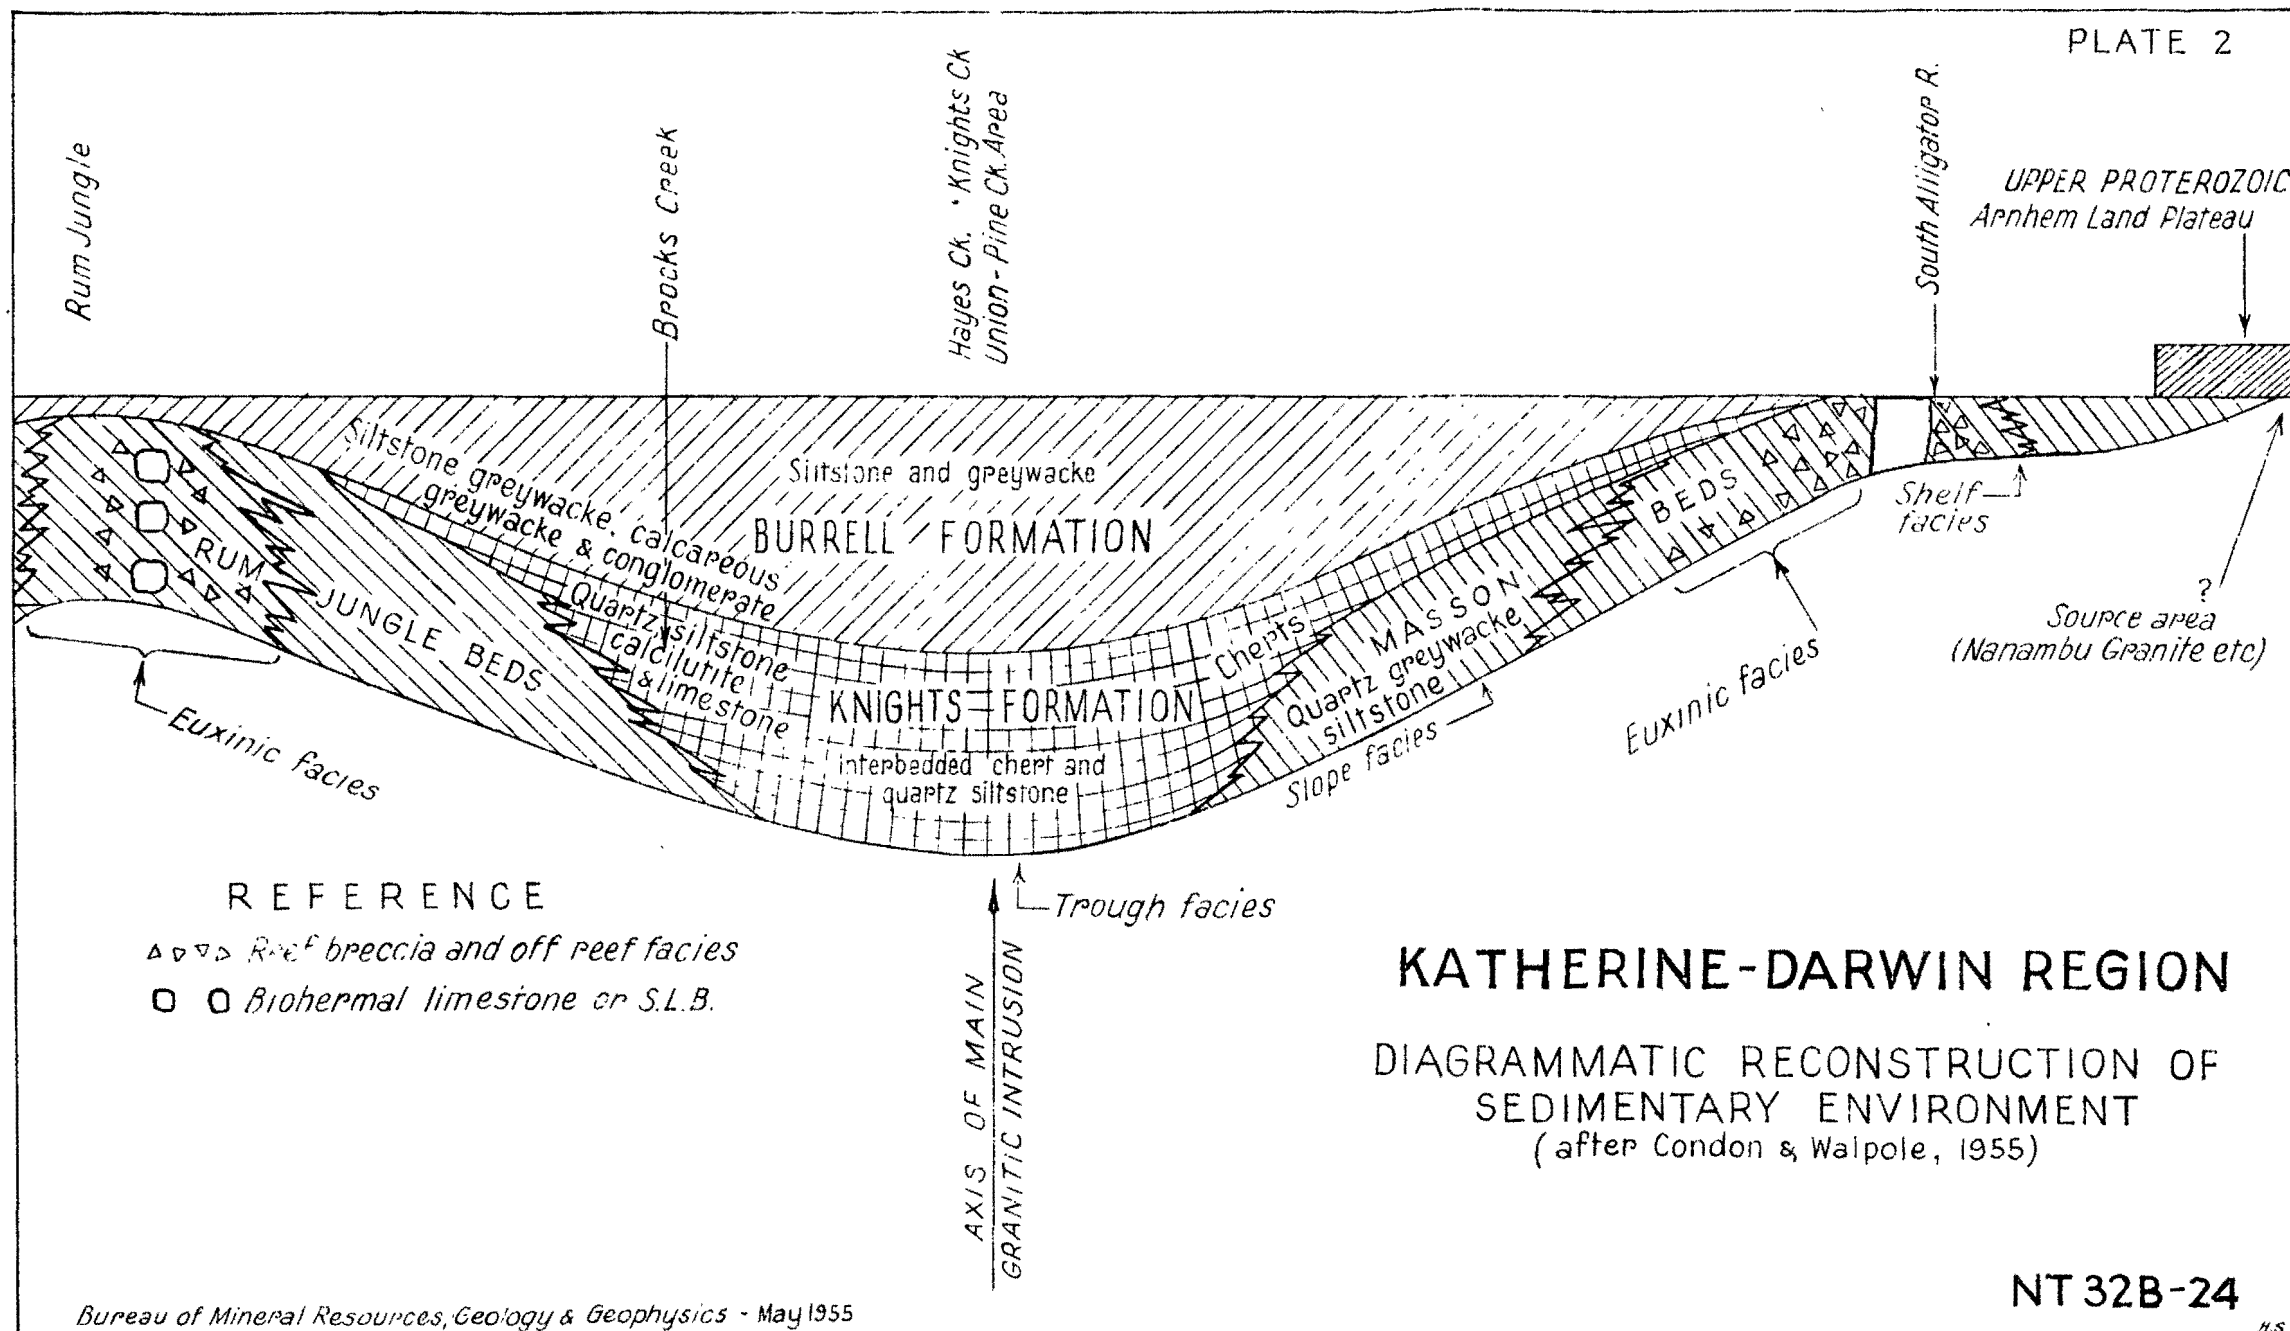 PLATE 2
Rum Jungle
Brocks Creek
Hayes Ck. Knights Ck
Union - Pine Ck. Area
South Alligator R.
UPPER PROTEROZOIC
Arnhem Land Plateau
Siltstone greywacke, calcareous
greywacke & conglomerate
Siltstone and greywacke
BURRELL FORMATION
Quartz siltstone
calcilutite
& limestone
KNIGHTS FORMATION
interbedded chert and
quartz siltstone
Cherts
RUM JUNGLE BEDS
MASSON BEDS
Quartz greywacke
siltstone
Shelf
facies
?
Source area
(Nanambu Granite etc)
Euxinic facies
Slope facies
Euxinic facies
Trough facies
AXIS OF MAIN
GRANITIC INTRUSION
REFERENCE
Reef breccia and off reef facies
Biohermal limestone or S.L.B.
KATHERINE-DARWIN REGION
DIAGRAMMATIC RECONSTRUCTION OF
SEDIMENTARY ENVIRONMENT
(after Condon & Walpole, 1955)
Bureau of Mineral Resources, Geology & Geophysics - May 1955
NT 32B-24